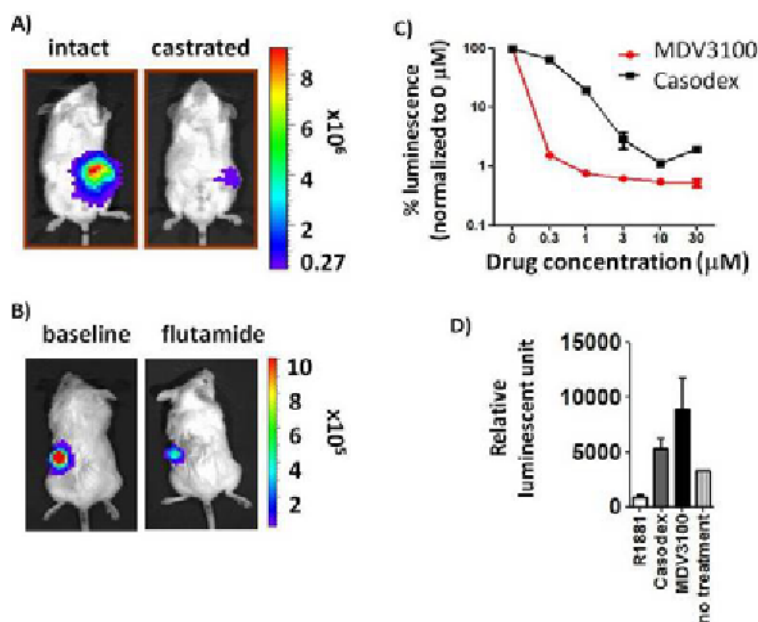 A)
intact castrated
8
6
4
2
0.27
x10⁶
B)
baseline flutamide
10
8
6
4
2
x10⁵
C)
MDV3100
Casodex
% luminescence
(normalized to 0 µM)
100
10
1
0.1
0 0.3 1 3 10 30
Drug concentration (µM)
D)
Relative
luminescent unit
15000
10000
5000
0
R1881
Casodex
MDV3100
no treatment